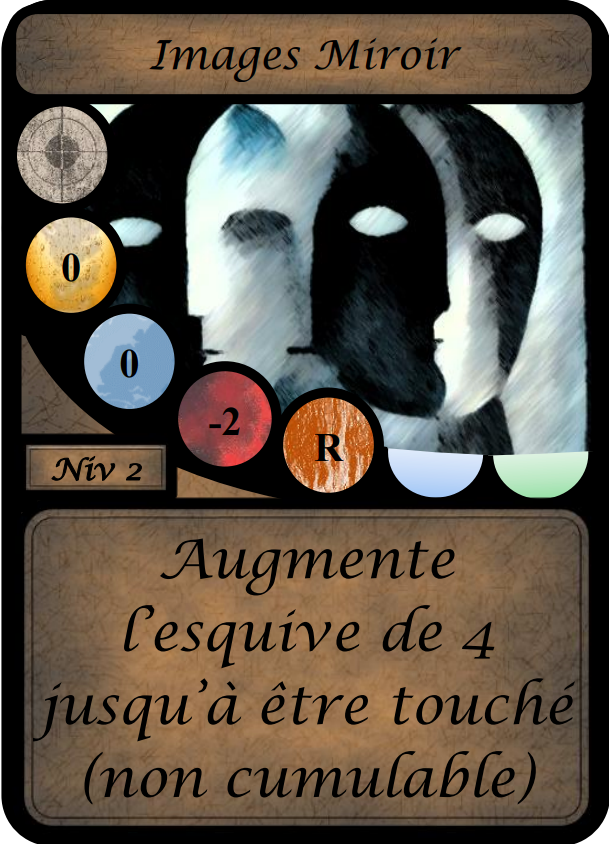 Images Miroir
0
0
-2
R
Niv 2
Augmente
l'esquive de 4
jusqu'à être touché
(non cumulable)